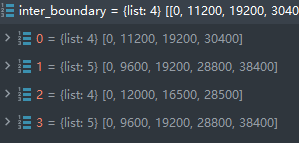 inter_boundary = {list: 4} [[0, 11200, 19200, 3040
0 = {list: 4} [0, 11200, 19200, 30400]
1 = {list: 5} [0, 9600, 19200, 28800, 38400]
2 = {list: 4} [0, 12000, 16500, 28500]
3 = {list: 5} [0, 9600, 19200, 28800, 38400]